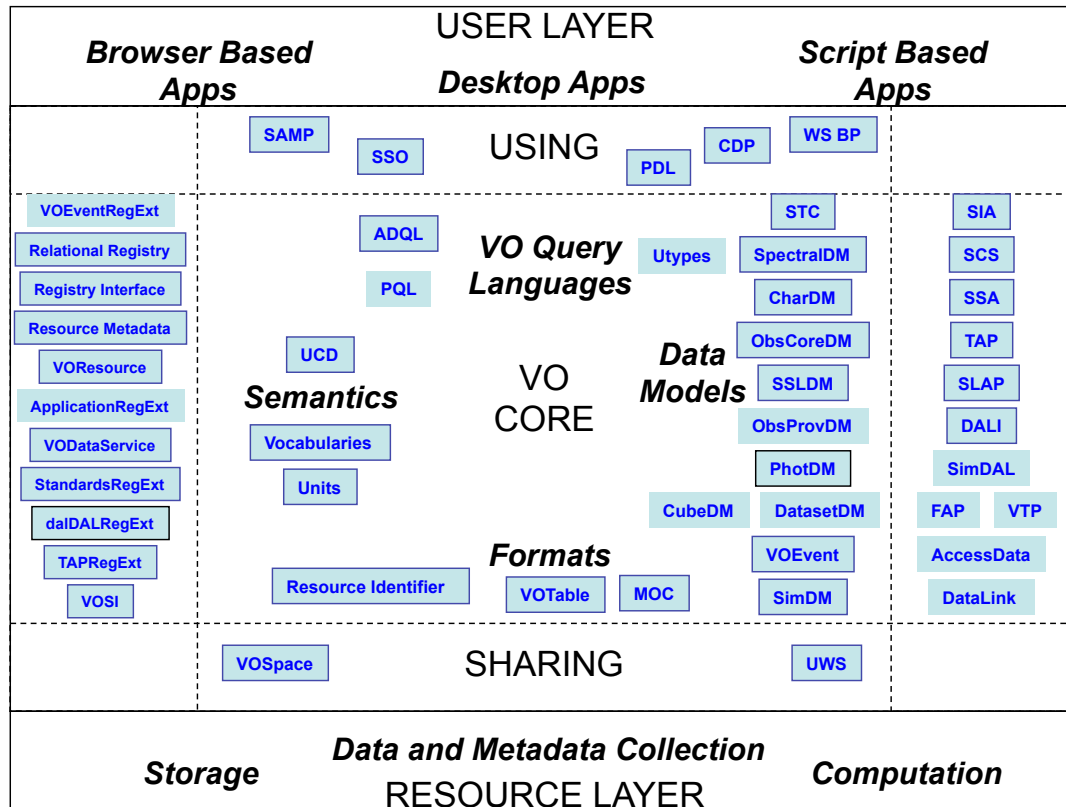 USER LAYER
Browser Based
Apps
Desktop Apps
Script Based
Apps
SAMP
SSO
USING
PDL
CDP
WS BP
VOEventRegExt
Relational Registry
Registry Interface
Resource Metadata
VOResource
ApplicationRegExt
VODataService
StandardsRegExt
dalDALRegExt
TAPRegExt
VOSI
ADQL
PQL
VO Query
Languages
UCD
Semantics
Vocabularies
Units
VO
CORE
Formats
Resource Identifier
VOTable
MOC
Utypes
Data
Models
STC
SpectralDM
CharDM
ObsCoreDM
SSLDM
ObsProvDM
PhotDM
CubeDM
DatasetDM
VOEvent
SimDM
SIA
SCS
SSA
TAP
SLAP
DALI
SimDAL
FAP
VTP
AccessData
DataLink
VOSpace
SHARING
UWS
Storage
Data and Metadata Collection
Computation
RESOURCE LAYER